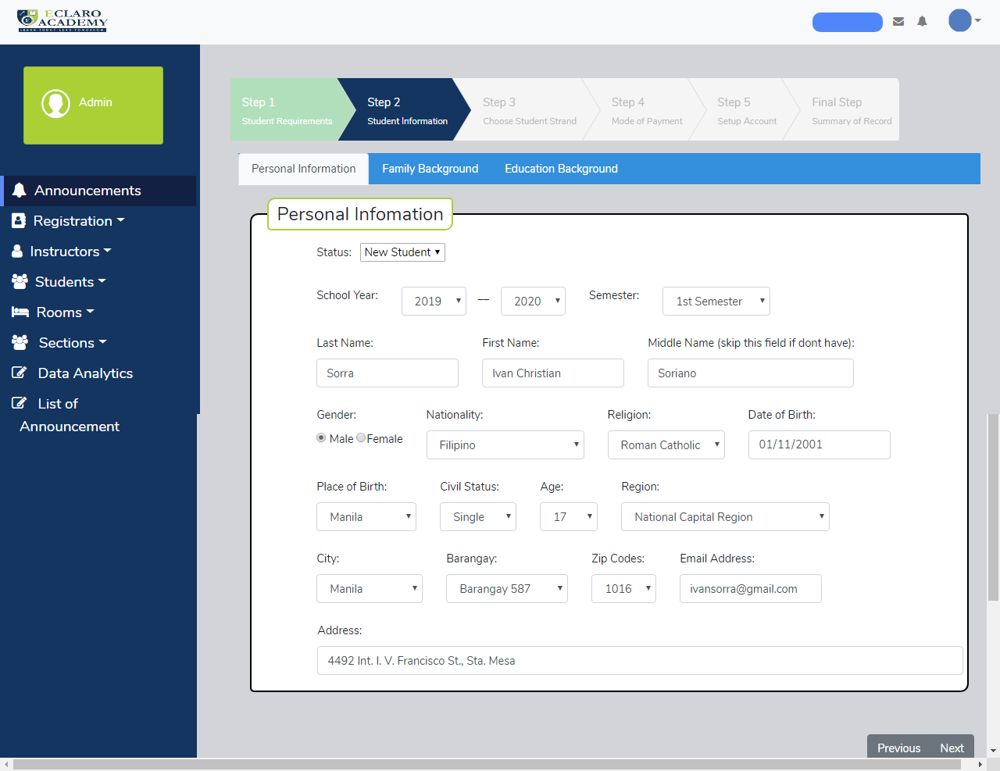 ECLARO
ACADEMY
LEARN TODAY LEAD TOMORROW
Admin
Announcements
Registration
Instructors
Students
Rooms
Sections
Data Analytics
List of
Announcement
Step 1 Step 2 Step 3 Step 4 Step 5 Final Step
Student Requirements Student Information Choose Student Strand Mode of Payment Setup Account Summary of Record
Personal Information Family Background Education Background
Personal Infomation
Status: New Student
School Year: 2019 — 2020 Semester: 1st Semester
Last Name: First Name: Middle Name (skip this field if dont have):
Sorra Ivan Christian Soriano
Gender: Nationality: Religion: Date of Birth:
Male Female Filipino Roman Catholic 01/11/2001
Place of Birth: Civil Status: Age: Region:
Manila Single 17 National Capital Region
City: Barangay: Zip Codes: Email Address:
Manila Barangay 587 1016 ivansorra@gmail.com
Address:
4492 Int. I. V. Francisco St., Sta. Mesa
Previous Next